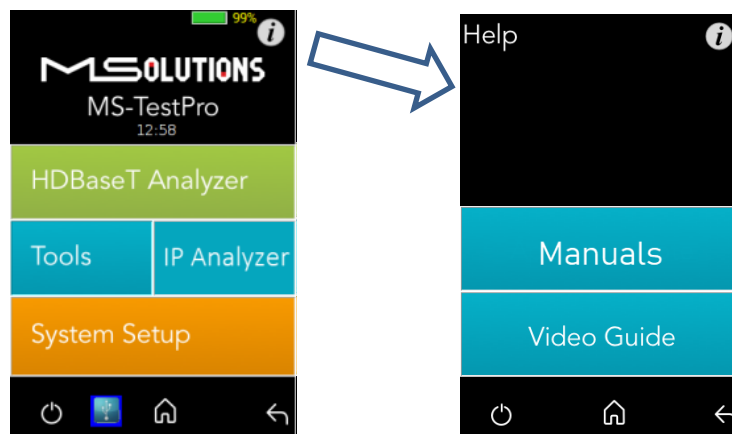 99%
i
MSOLUTIONS
MS-TestPro
12:58
HDBaseT Analyzer
Tools
IP Analyzer
System Setup
Help
i
Manuals
Video Guide